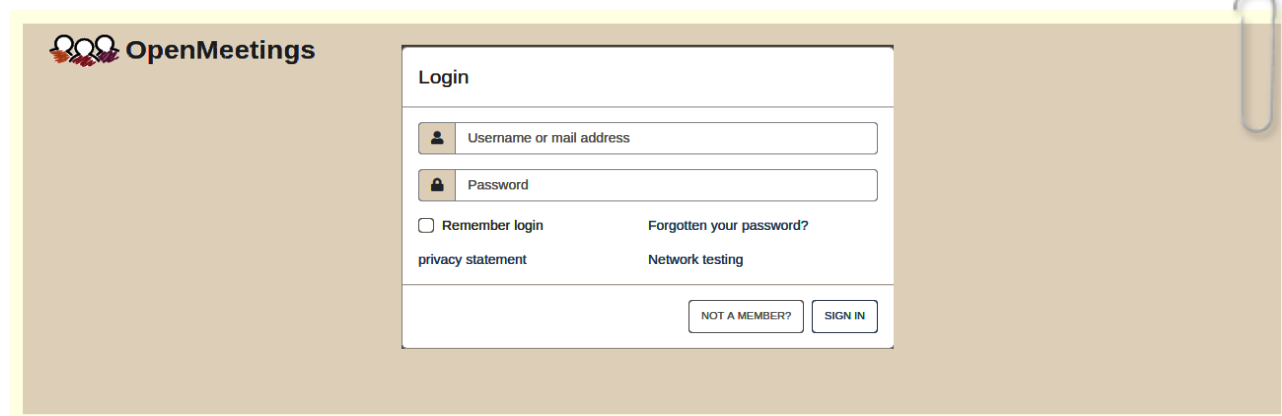 OpenMeetings
Login
Username or mail address
Password
Remember login Forgotten your password?
privacy statement Network testing
NOT A MEMBER? SIGN IN